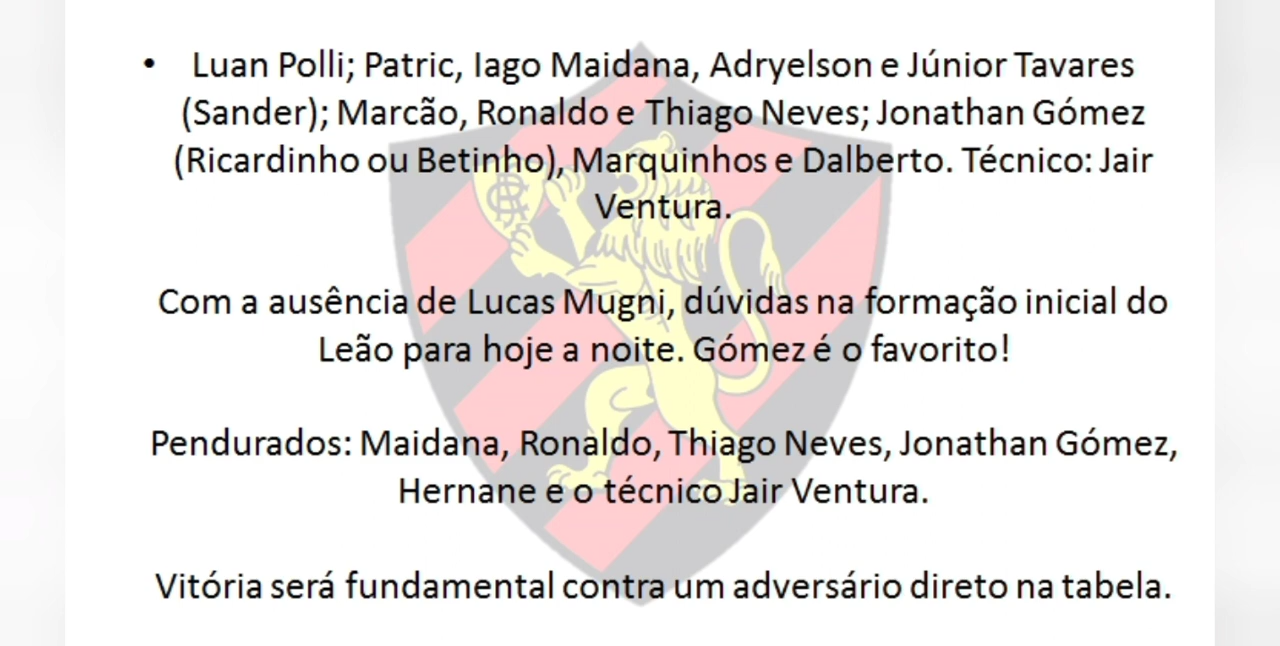 • Luan Polli; Patric, Iago Maidana, Adryelson e Júnior Tavares
(Sander); Marcão, Ronaldo e Thiago Neves; Jonathan Gómez
(Ricardinho ou Betinho), Marquinhos e Dalberto. Técnico: Jair
Ventura.
Com a ausência de Lucas Mugni, dúvidas na formação inicial do
Leão para hoje a noite. Gómez é o favorito!
Pendurados: Maidana, Ronaldo, Thiago Neves, Jonathan Gómez,
Hernane e o técnico Jair Ventura.
Vitória será fundamental contra um adversário direto na tabela.